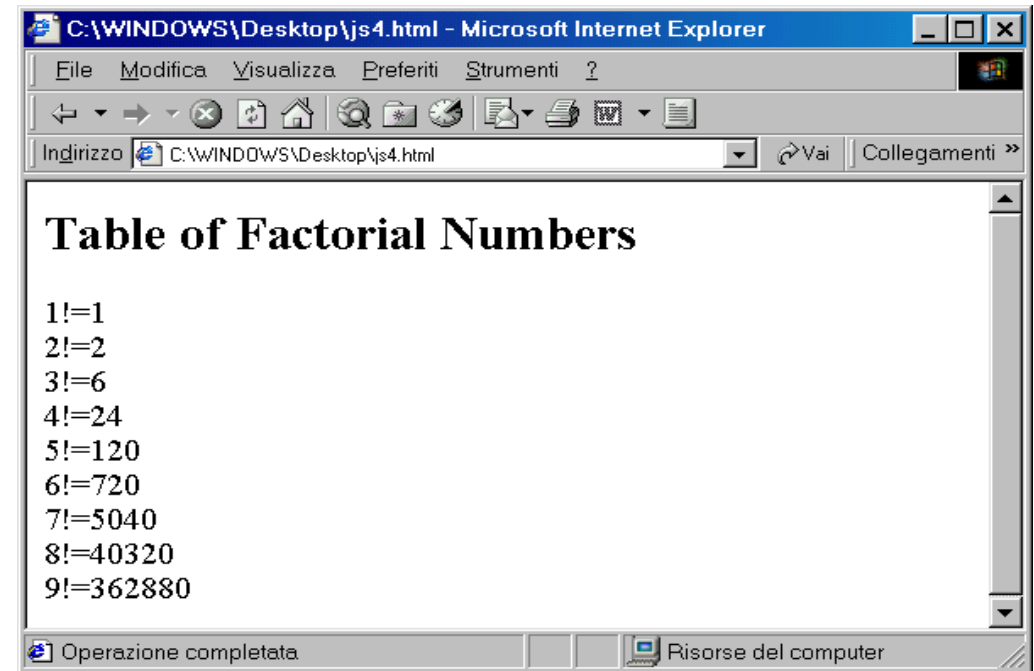 C:\WINDOWS\Desktop\js4.html - Microsoft Internet Explorer
File Modifica Visualizza Preferiti Strumenti ?
Indirizzo C:\WINDOWS\Desktop\js4.html Vai Collegamenti »
Table of Factorial Numbers
1!=1
2!=2
3!=6
4!=24
5!=120
6!=720
7!=5040
8!=40320
9!=362880
Operazione completata Risorse del computer